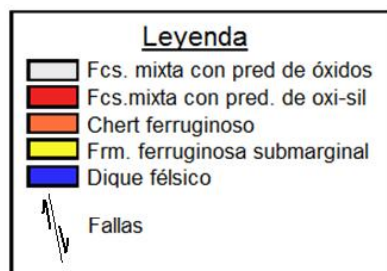 Leyenda
Fcs. mixta con pred de óxidos
Fcs.mixta con pred. de oxi-sil
Chert ferruginoso
Frm. ferruginosa submarginal
Dique félsico
Fallas